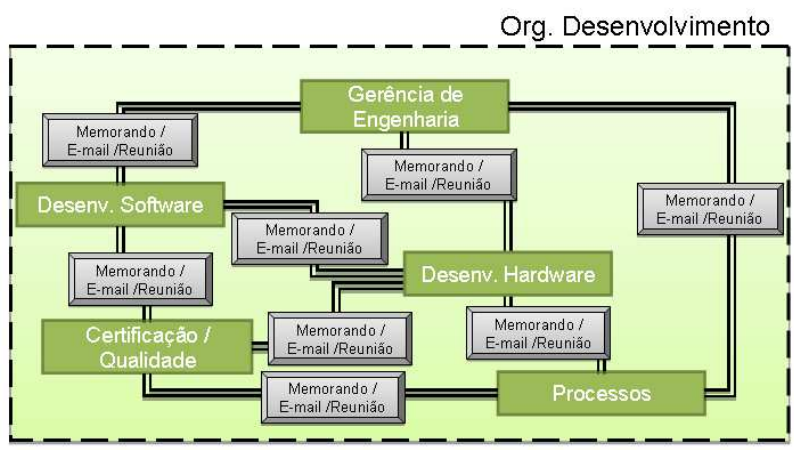 Org. Desenvolvimento
Gerência de
Engenharia
Memorando /
E-mail /Reunião
Memorando /
E-mail /Reunião
Memorando /
E-mail /Reunião
Desenv. Software
Memorando /
E-mail /Reunião
Memorando /
E-mail /Reunião
Desenv. Hardware
Certificação /
Qualidade
Memorando /
E-mail /Reunião
Memorando /
E-mail /Reunião
Memorando /
E-mail /Reunião
Processos